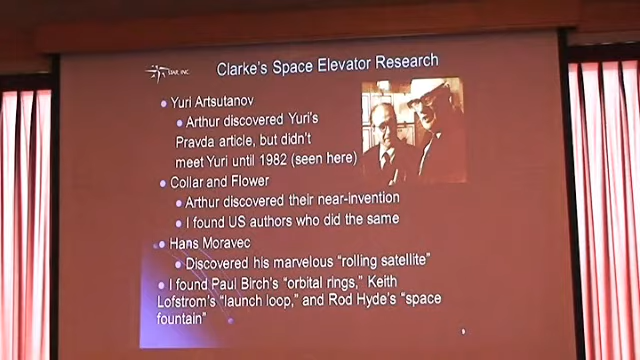 STAR, INC
Clarke's Space Elevator Research
• Yuri Artsutanov
• Arthur discovered Yuri's
Pravda article, but didn't
meet Yuri until 1982 (seen here)
• Collar and Flower
• Arthur discovered their near-invention
• I found US authors who did the same
• Hans Moravec
• Discovered his marvelous "rolling satellite"
• I found Paul Birch's "orbital rings," Keith
Lofstrom's "launch loop," and Rod Hyde's "space
fountain"